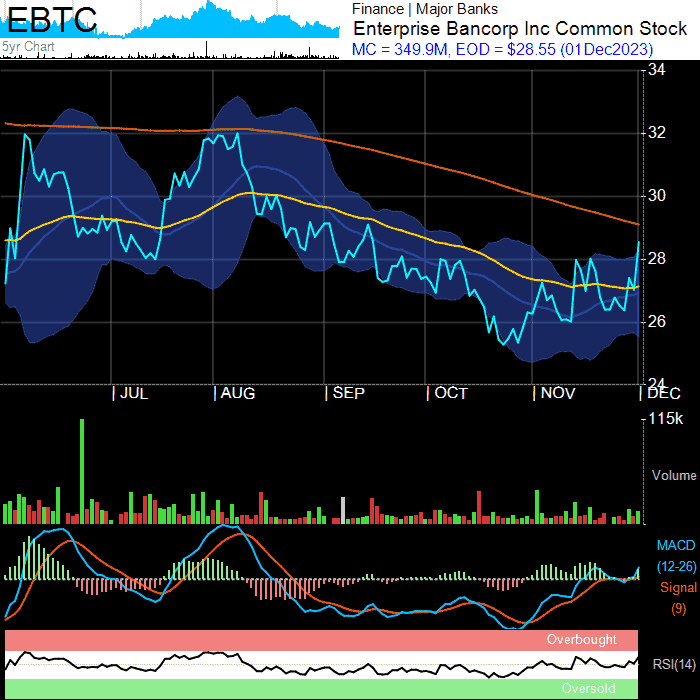 EBTC
5yr Chart
Finance | Major Banks
Enterprise Bancorp Inc Common Stock
MC = 349.9M, EOD = $28.55 (01Dec2023)
34
32
30
28
26
24
| JUL | AUG | SEP | OCT | NOV | DEC
115k
Volume
MACD
(12-26)
Signal
(9)
Overbought
RSI(14)
Oversold